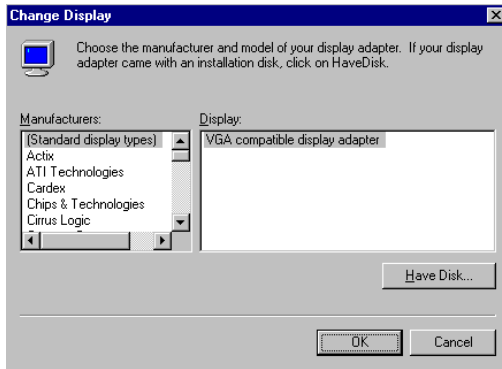 Change Display
Choose the manufacturer and model of your display adapter. If your display
adapter came with an installation disk, click on HaveDisk.
Manufacturers:
(Standard display types)
Actix
ATI Technologies
Cardex
Chips & Technologies
Cirrus Logic
Display:
VGA compatible display adapter
Have Disk...
OK
Cancel